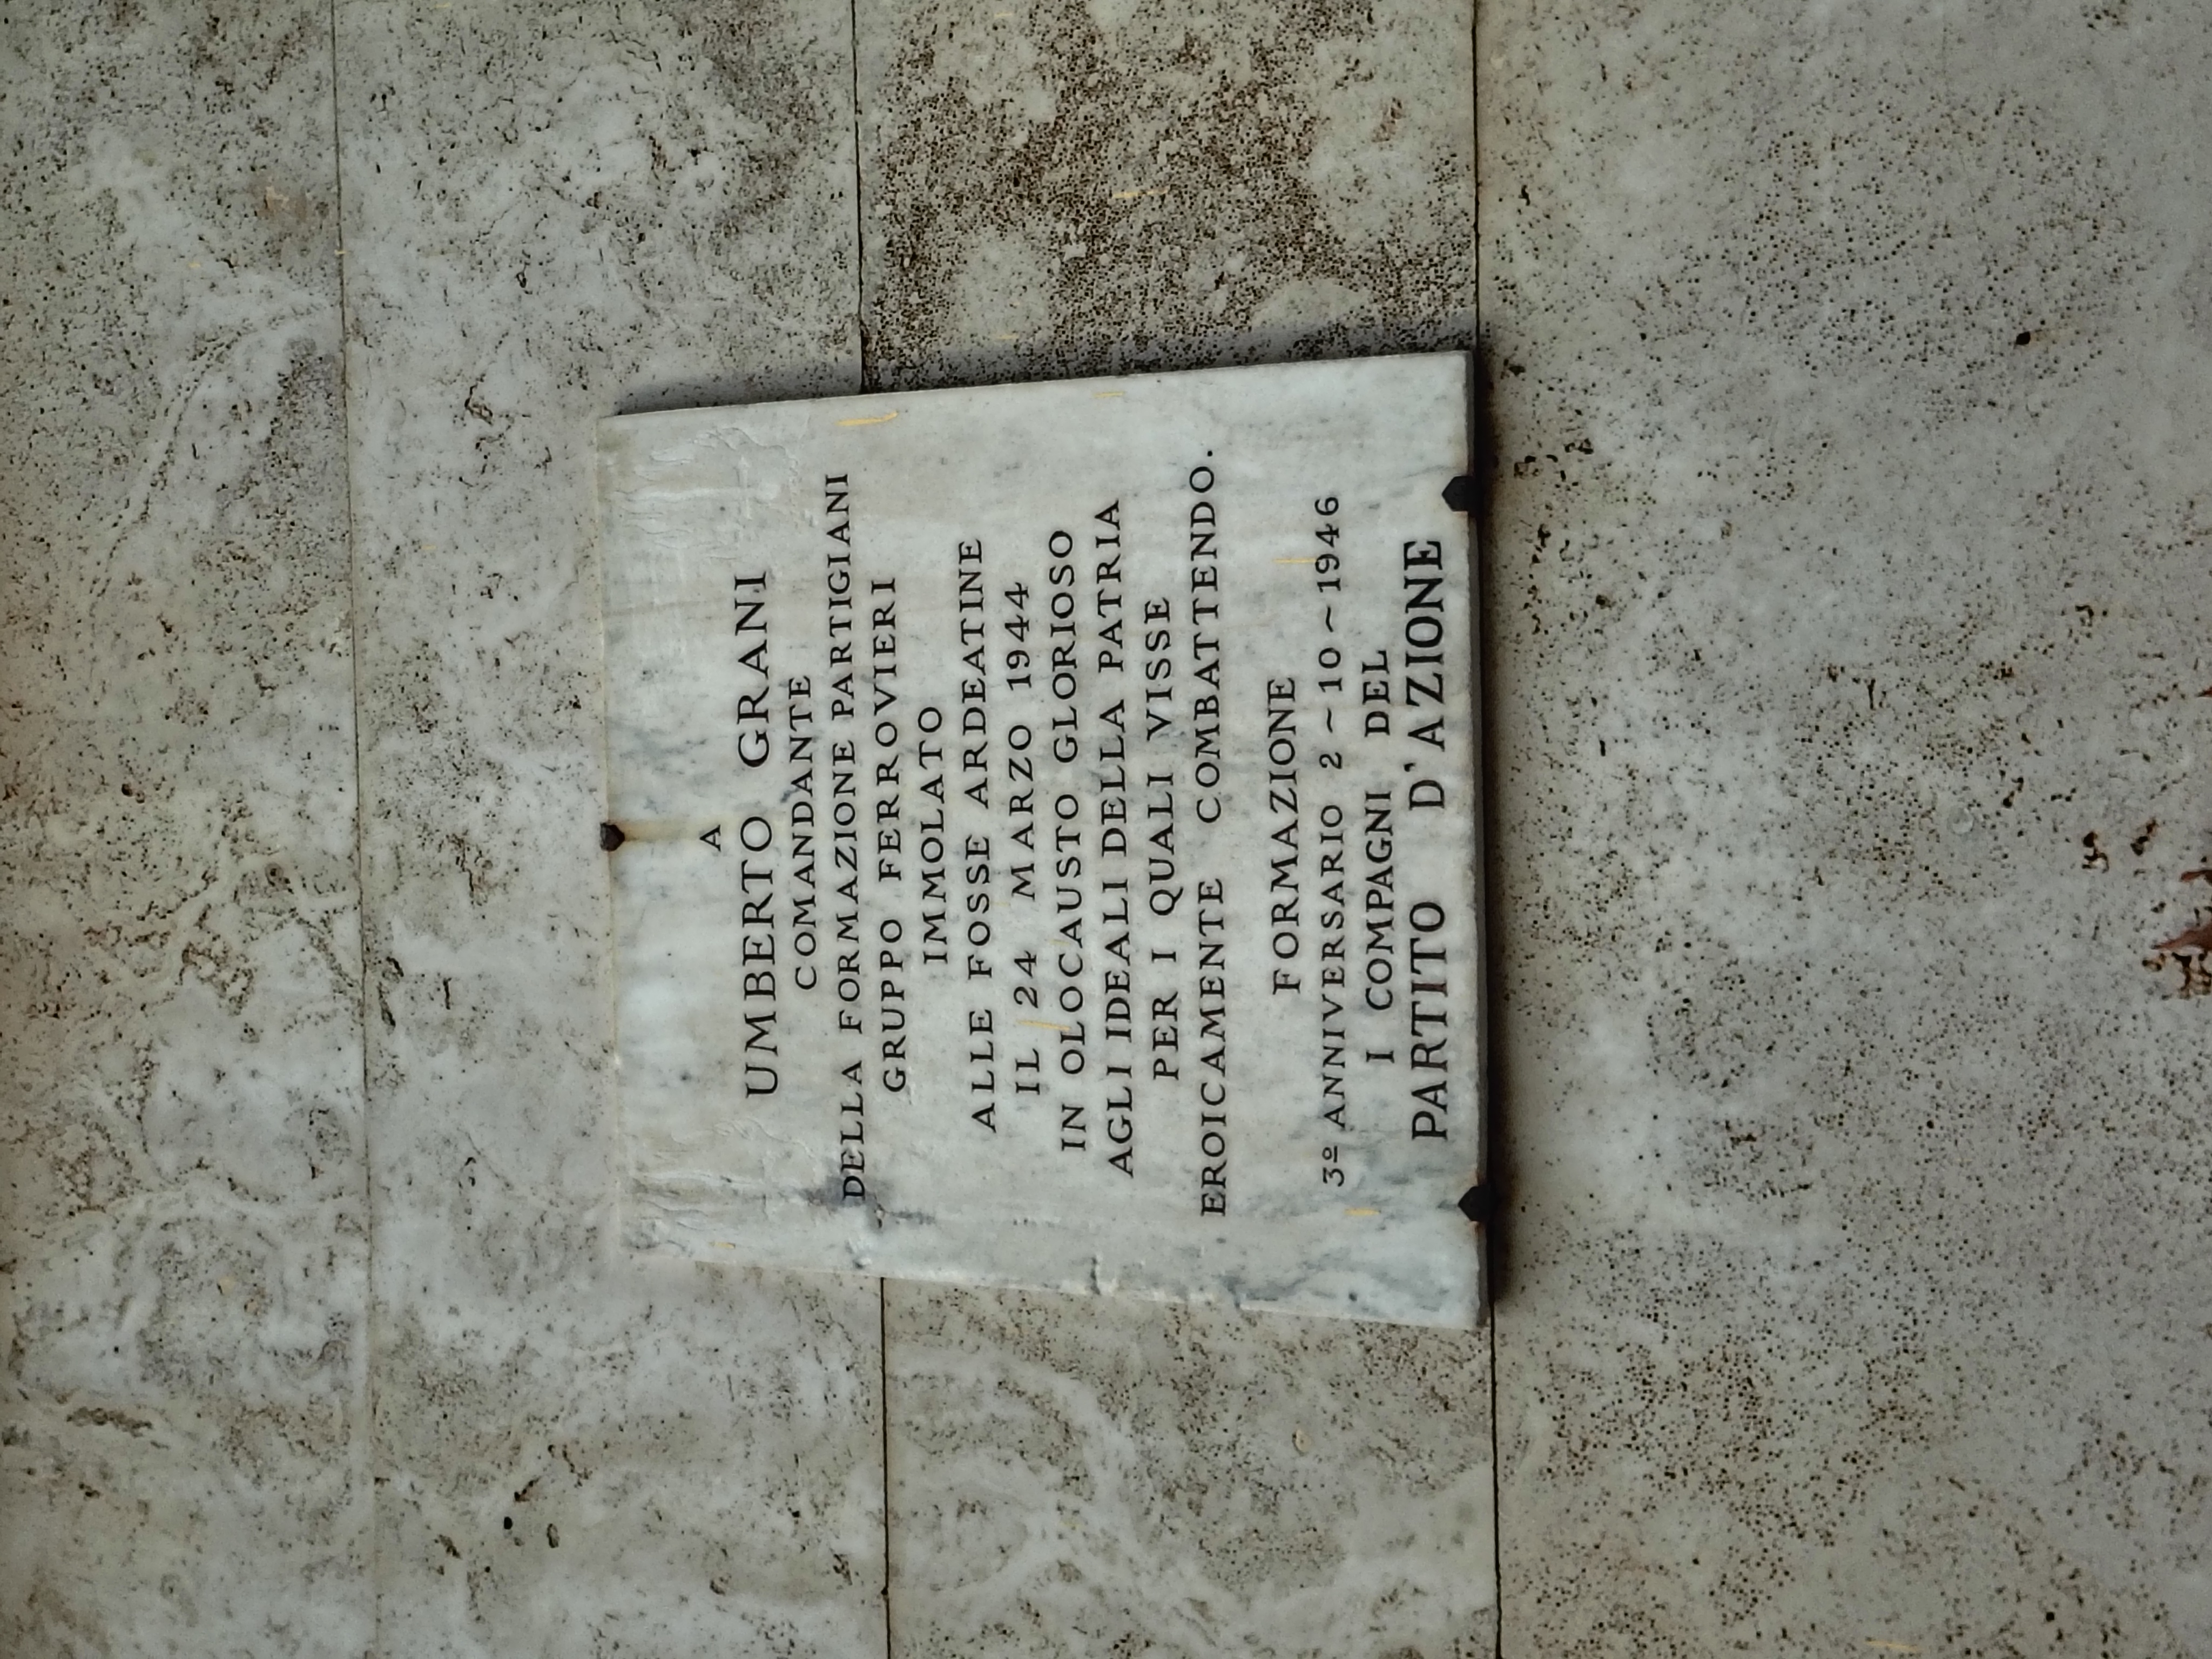 A
UMBERTO GRANI
COMANDANTE
DELLA FORMAZIONE PARTIGIANI
GRUPPO FERROVIERI
IMMOLATO
ALLE FOSSE ARDEATINE
IL 24 MARZO 1944
IN OLOCAUSTO GLORIOSO
AGLI IDEALI DELLA PATRIA
PER I QUALI VISSE
EROICAMENTE COMBATTENDO.
FORMAZIONE
3º ANNIVERSARIO 2~10~1946
I COMPAGNI DEL
PARTITO D'AZIONE